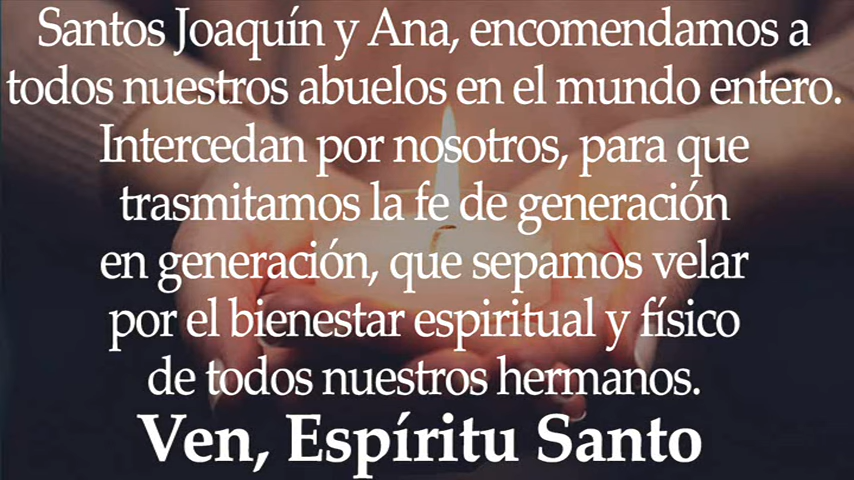 Santos Joaquín y Ana, encomendamos a
todos nuestros abuelos en el mundo entero.
Intercedan por nosotros, para que
trasmitamos la fe de generación
en generación, que sepamos velar
por el bienestar espiritual y físico
de todos nuestros hermanos.
Ven, Espíritu Santo